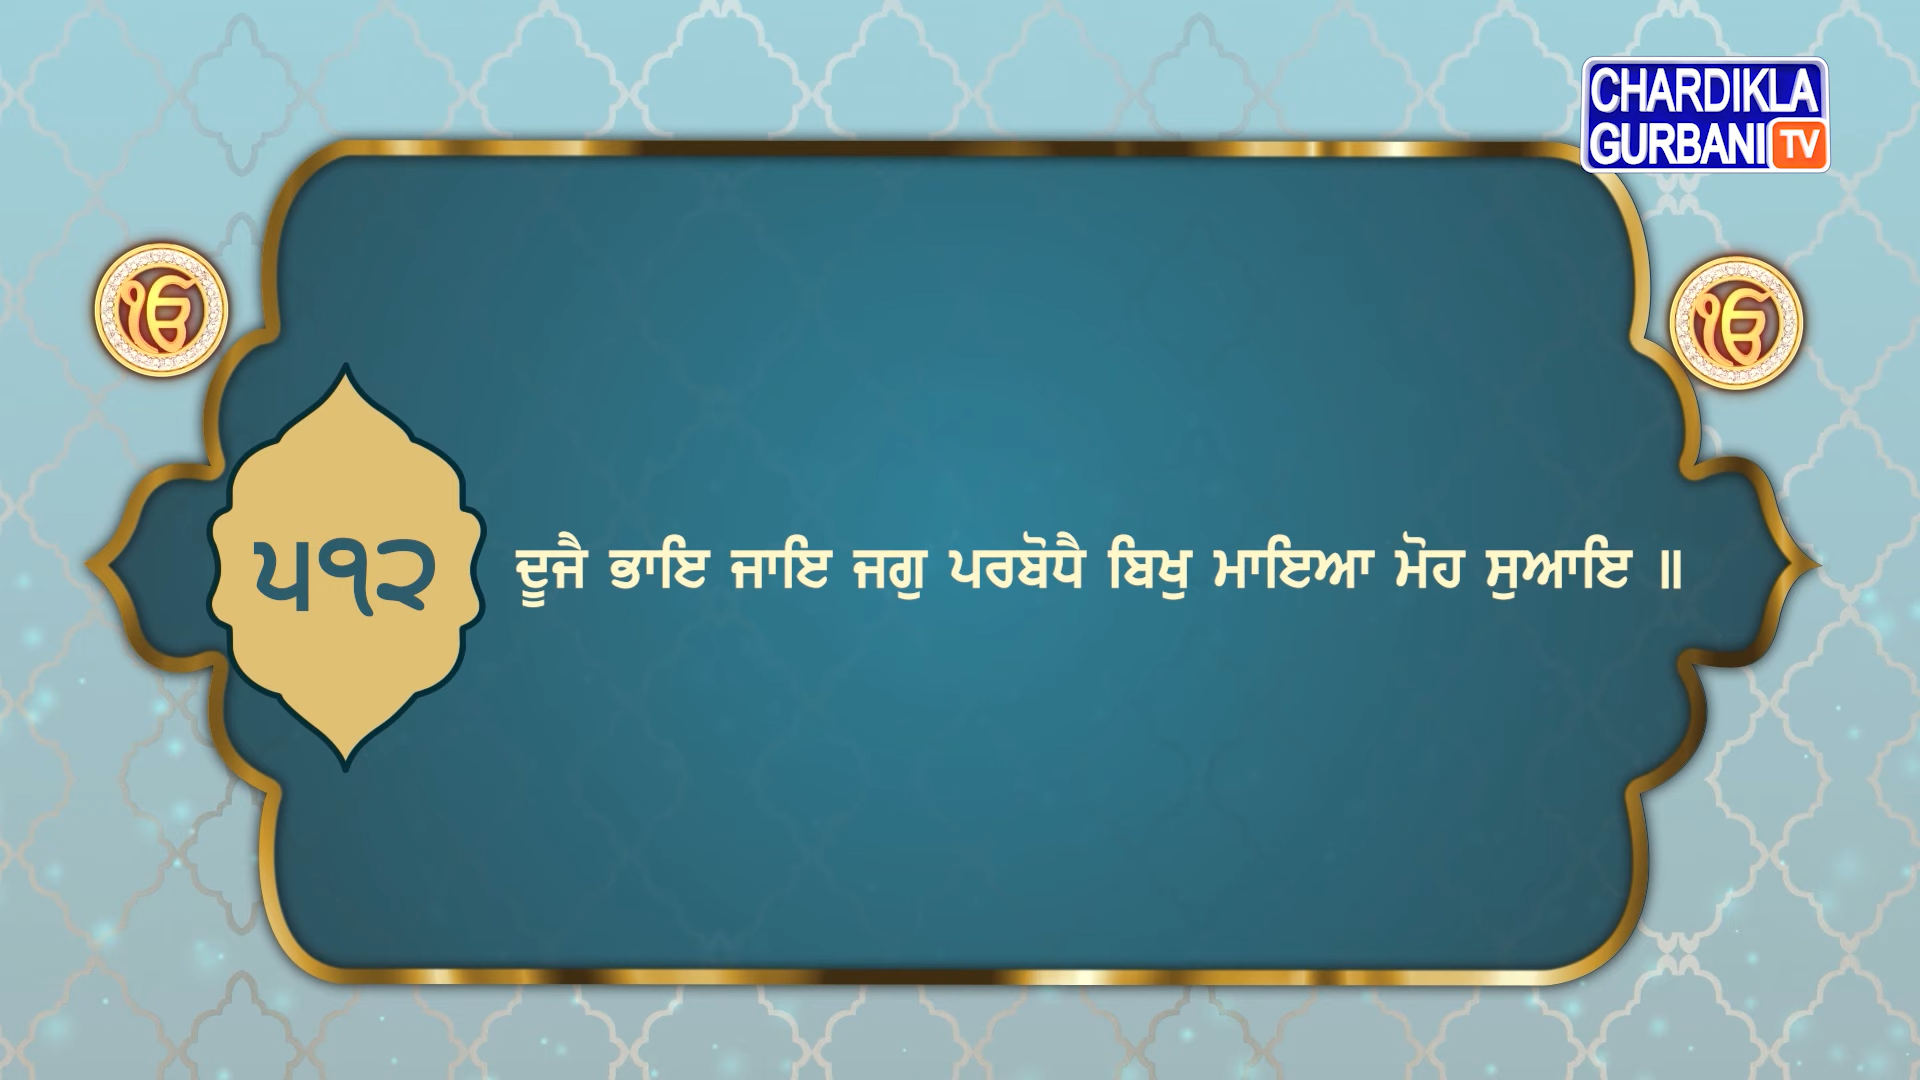 CHARDIKLA
GURBANI TV
ੴ
ੴ
੫੧੨
ਦੂਜੈ ਭਾਇ ਜਾਇ ਜਗੁ ਪਰਬੋਧੈ ਬਿਖੁ ਮਾਇਆ ਮੋਹ ਸੁਆਇ ॥